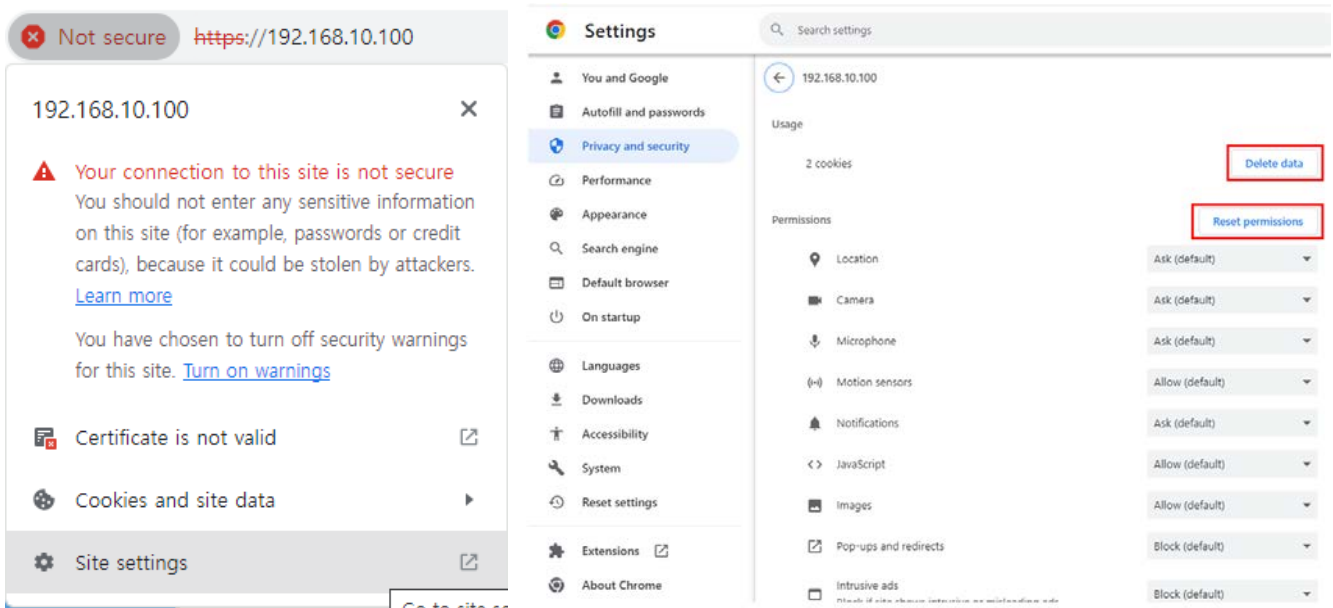 Not secure https://192.168.10.100
192.168.10.100
Your connection to this site is not secure
You should not enter any sensitive information
on this site (for example, passwords or credit
cards), because it could be stolen by attackers.
Learn more
You have chosen to turn off security warnings
for this site. Turn on warnings
Certificate is not valid
Cookies and site data
Site settings
Settings
Search settings
You and Google
Autofill and passwords
Privacy and security
Performance
Appearance
Search engine
Default browser
On startup
Languages
Downloads
Accessibility
System
Reset settings
Extensions
About Chrome
192.168.10.100
Usage
2 cookies Delete data
Permissions Reset permissions
Location Ask (default)
Camera Ask (default)
Microphone Ask (default)
Motion sensors Allow (default)
Notifications Ask (default)
JavaScript Allow (default)
Images Allow (default)
Pop-ups and redirects Block (default)
Intrusive ads Block (default)